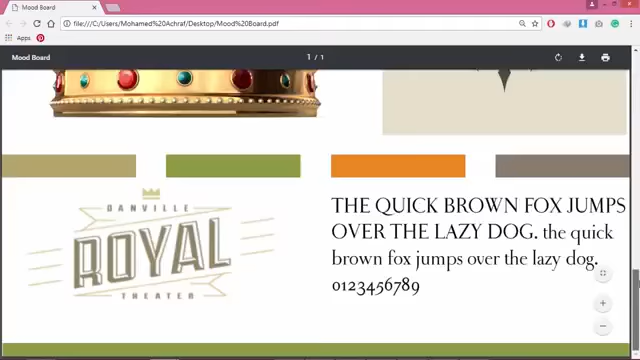 Mood Board
file:///C:/Users/Mohamed%20Achraf/Desktop/Mood%20Board.pdf
Apps
Mood Board
1 / 1
DANVILLE
ROYAL
THEATER
THE QUICK BROWN FOX JUMPS
OVER THE LAZY DOG. the quick
brown fox jumps over the lazy dog.
0123456789